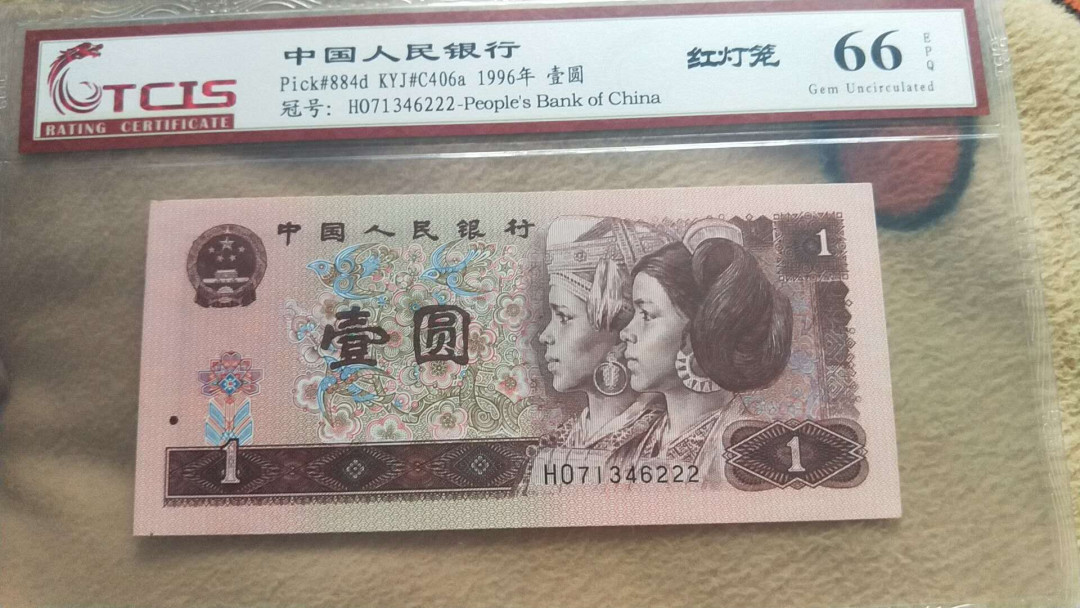 TCIS
RATING CERTIFICATE
中国人民银行
Pick#884d KYJ#C406a 1996年 壹圆
冠号: HO71346222-People's Bank of China
红灯笼
66 EPQ
Gem Uncirculated
中国人民银行
1
壹圆
1
HO71346222
1